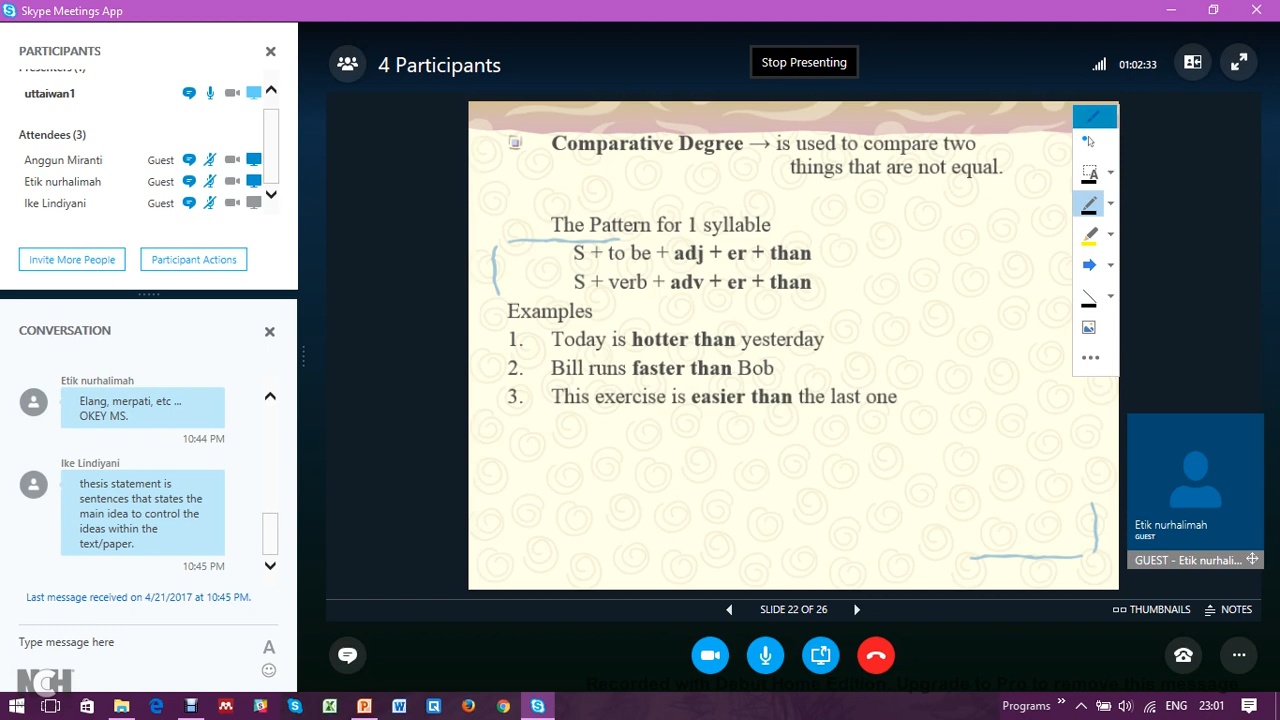 Skype Meetings App
PARTICIPANTS
uttaiwan1
Attendees (3)
Anggun Miranti Guest
Etik nurhalimah Guest
Ike Lindiyani Guest
Invite More People
Participant Actions
CONVERSATION
Etik nurhalimah
Elang, merpati, etc ...
OKEY MS.
10:44 PM
Ike Lindiyani
thesis statement is
sentences that states the
main idea to control the
ideas within the
text/paper.
10:45 PM
Last message received on 4/21/2017 at 10:45 PM.
Type message here
A
NCH
4 Participants
Stop Presenting
01:02:33
Comparative Degree → is used to compare two
things that are not equal.
The Pattern for 1 syllable
S + to be + adj + er + than
S + verb + adv + er + than
Examples
1. Today is hotter than yesterday
2. Bill runs faster than Bob
3. This exercise is easier than the last one
Etik nurhalimah
GUEST
GUEST - Etik nurhali...
SLIDE 22 OF 26
THUMBNAILS
NOTES
Recorded with Debut Home Edition. Upgrade to Pro to remove this message.
Programs
ENG
23:01